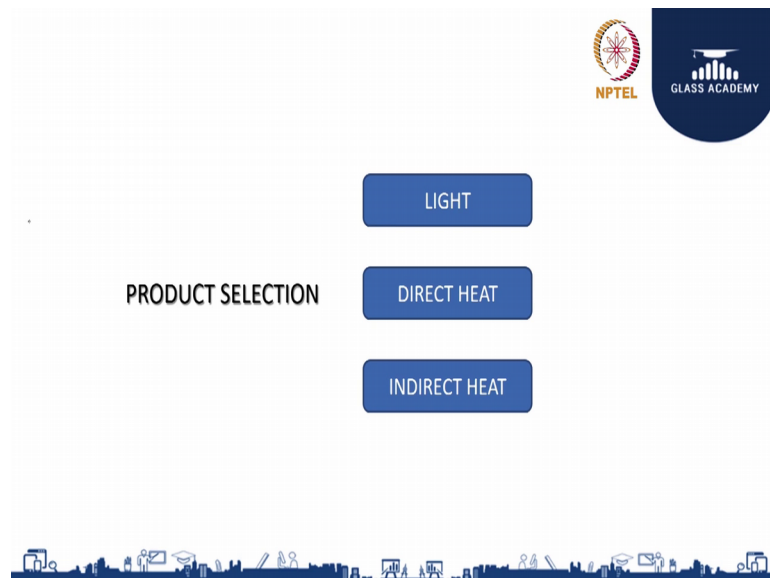 NPTEL
GLASS ACADEMY
LIGHT
PRODUCT SELECTION
DIRECT HEAT
INDIRECT HEAT